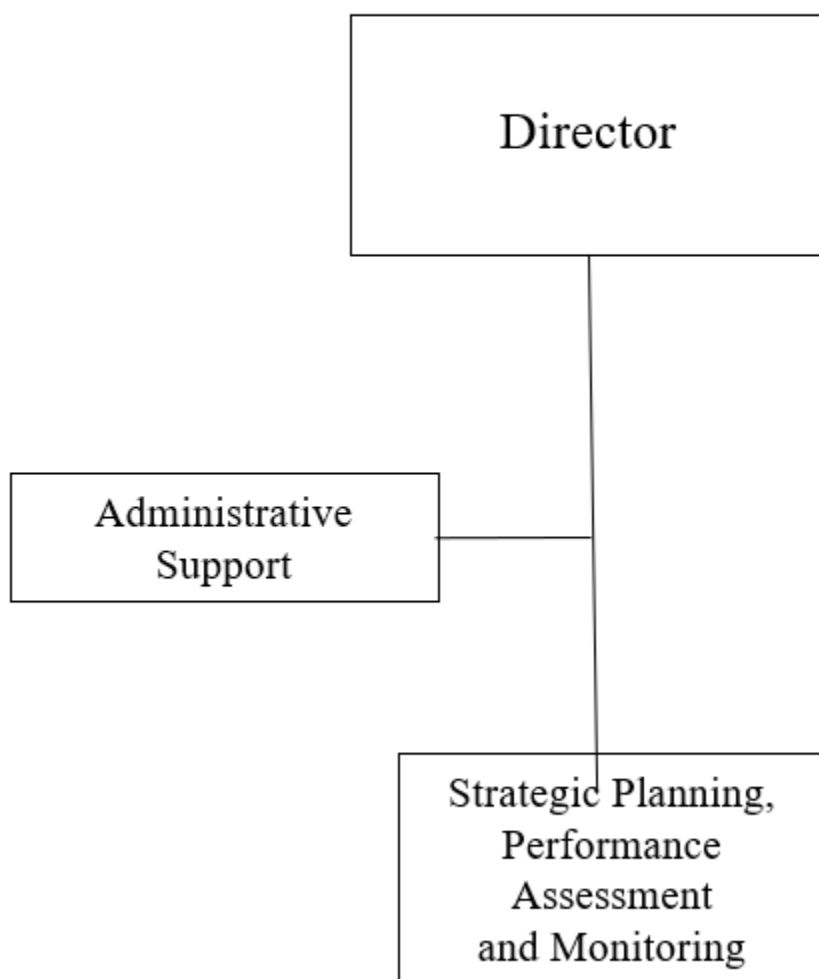 Director
Administrative
Support
Strategic Planning,
Performance
Assessment
and Monitoring